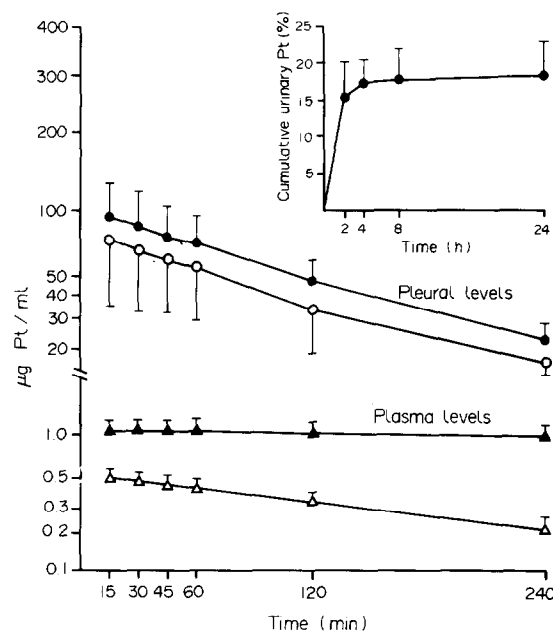 400
300
200
100
50
40
30
20
1.0
0.5
0.3
0.2
0.1
μg Pt/ml
15 30 45 60 120 240
Time (min)
Pleural levels
Plasma levels
Cumulative urinary Pt (%)
25
20
15
10
5
2 4 8 24
Time (h)